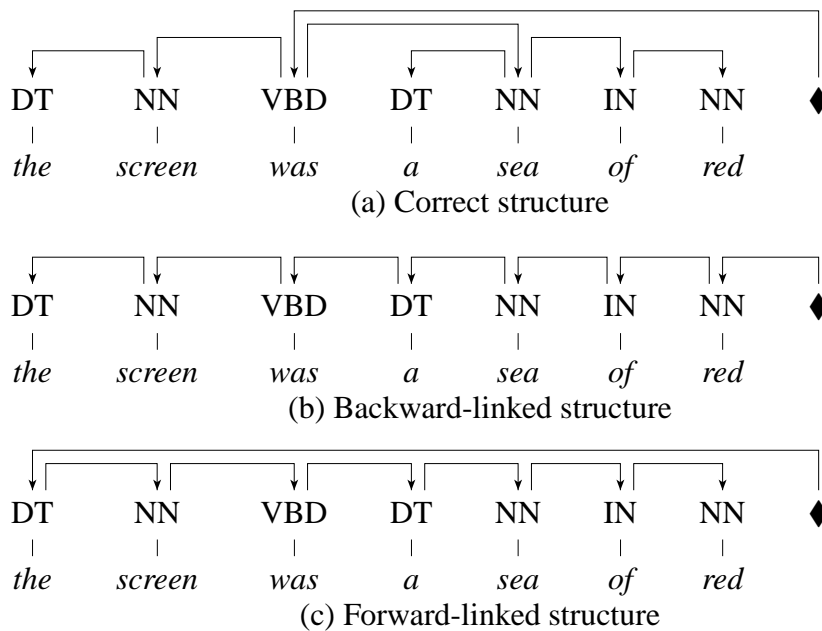 DT NN VBD DT NN IN NN ♦
the screen was a sea of red
(a) Correct structure
DT NN VBD DT NN IN NN ♦
the screen was a sea of red
(b) Backward-linked structure
DT NN VBD DT NN IN NN ♦
the screen was a sea of red
(c) Forward-linked structure